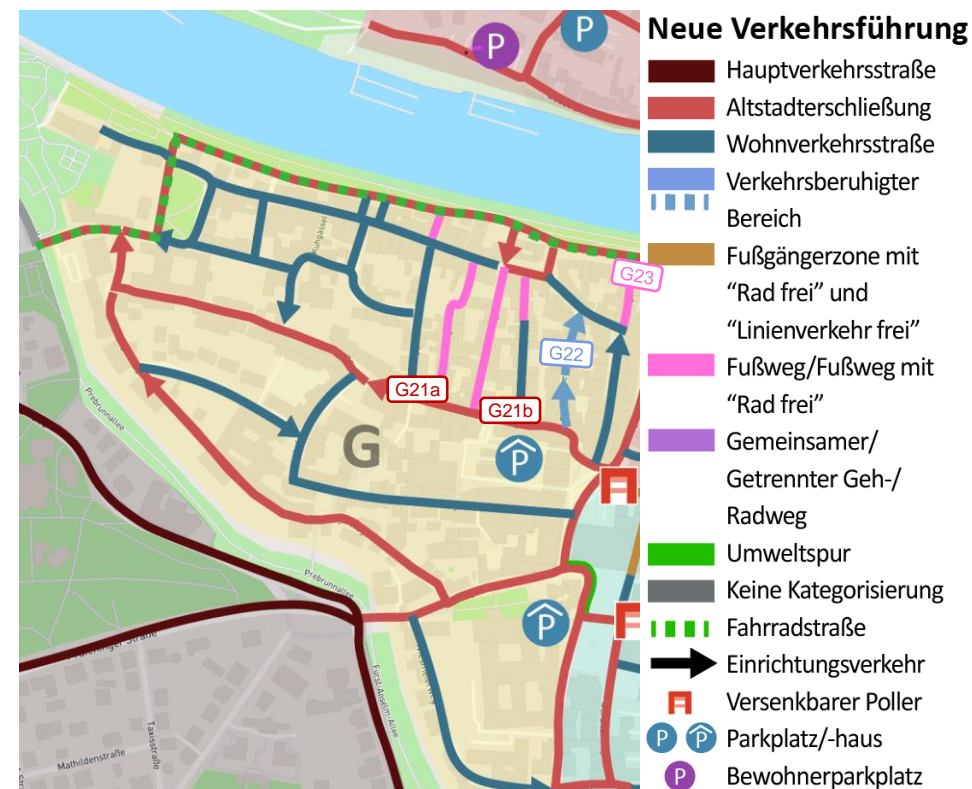 Neue Verkehrsführung
Hauptverkehrsstraße
Altstadterschließung
Wohnverkehrsstraße
Verkehrsberuhigter
Bereich
Fußgängerzone mit
“Rad frei” und
“Linienverkehr frei”
Fußweg/Fußweg mit
“Rad frei”
Gemeinsamer/
Getrennter Geh-/
Radweg
Umweltspur
Keine Kategorisierung
Fahrradstraße
Einrichtungsverkehr
Versenkbarer Poller
P P Parkplatz/-haus
P Bewohnerparkplatz
P
P
G23
G22
G21a
G21b
G
P
P
Prebrunnallee
Prebrunnallee
Fürst-Anselm-Allee
Taxisstraße
Mathildenstraße